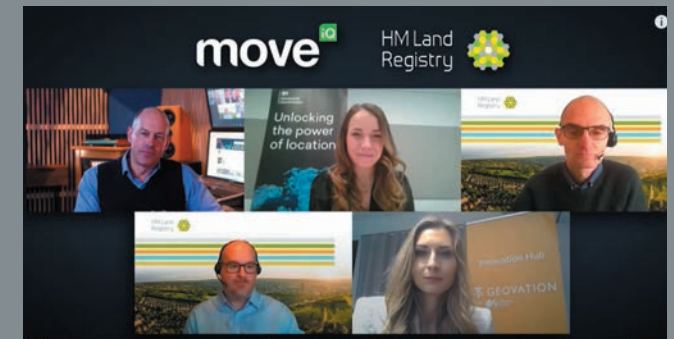 move iQ
HM Land
Registry
Unlocking
the power
of location
HM Land
Registry
HM Land
Registry
Innovation Hub
GEOVATION